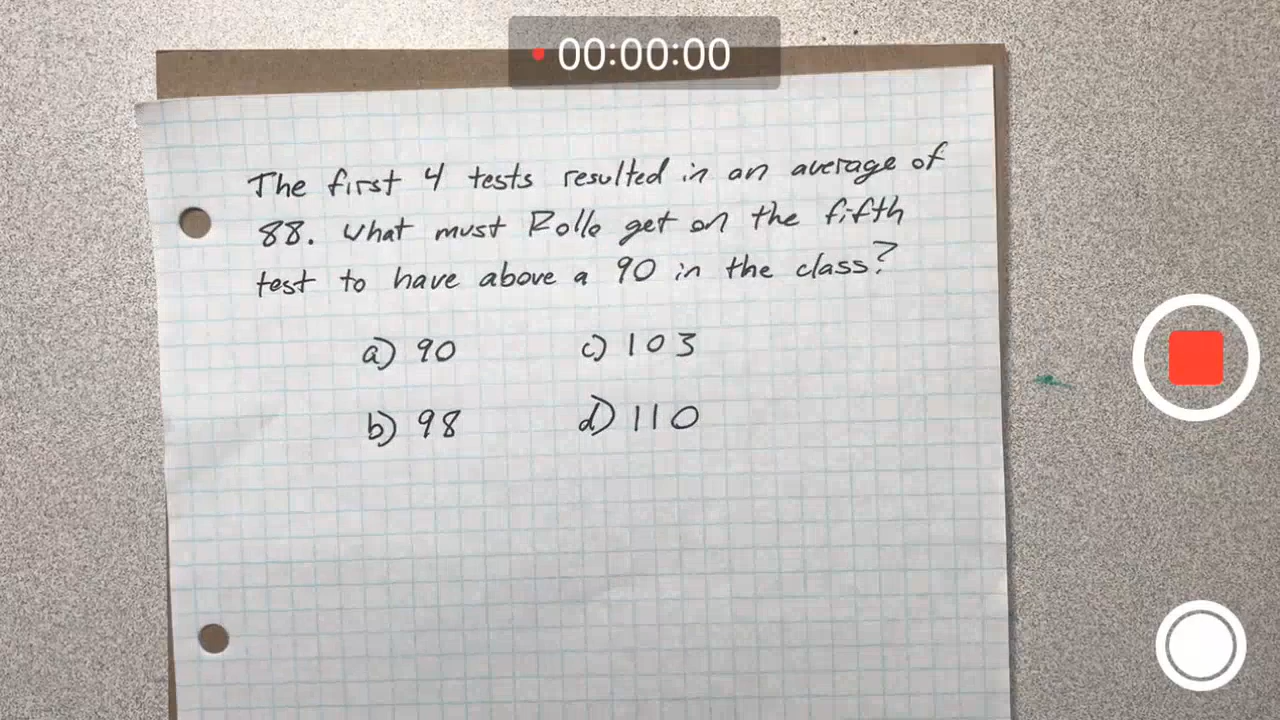 00:00:00
The first 4 tests resulted in an average of
88. What must Rolle get on the fifth
test to have above a 90 in the class?
a) 90 c) 103
b) 98 d) 110